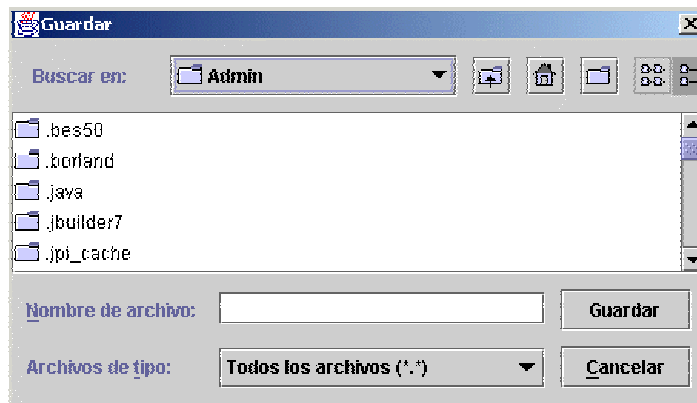 Guardar
Buscar en: Admin
.bes50
.borland
.java
.jbuilder7
.jpi_cache
Nombre de archivo: Guardar
Archivos de tipo: Todos los archivos (*.*) Cancelar